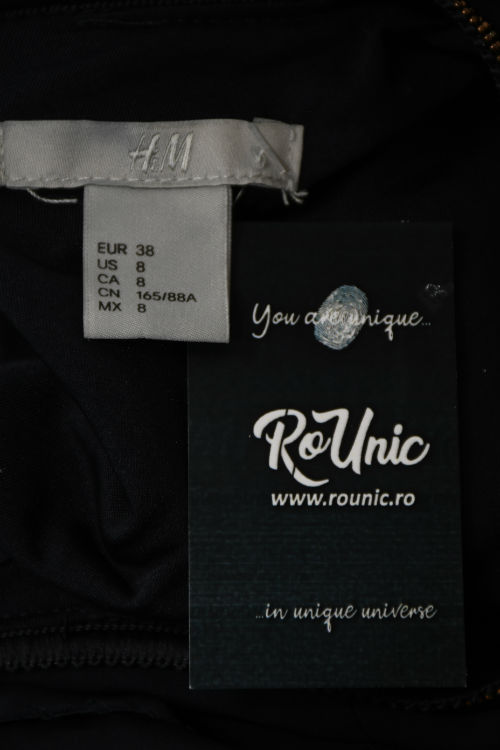 H&M
EUR 38
US 8
CA 8
CN 165/88A
MX 8
You are unique...
RoUnic
www.rounic.ro
...in unique universe